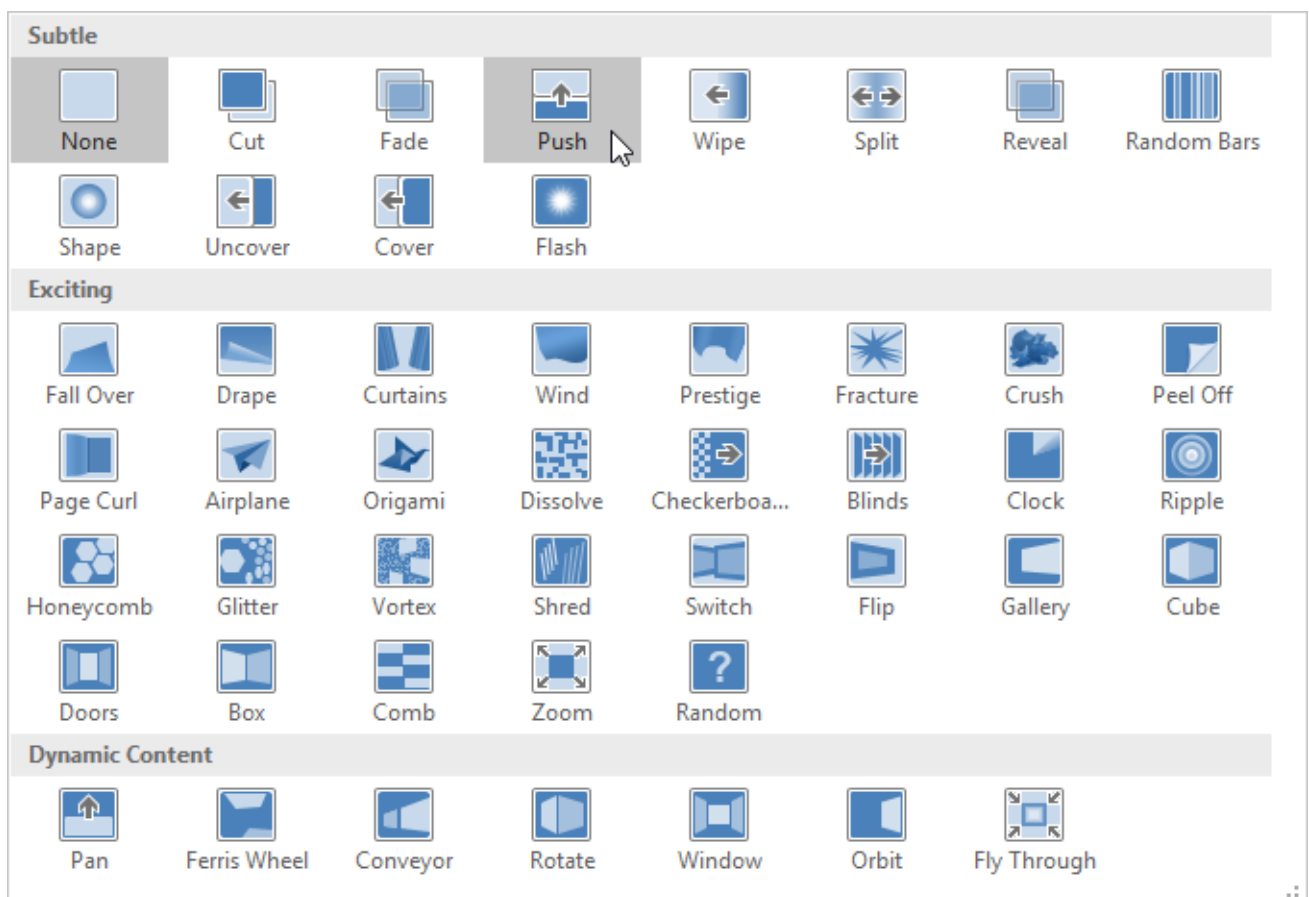 Subtle
None Cut Fade Push Wipe Split Reveal Random Bars
Shape Uncover Cover Flash
Exciting
Fall Over Drape Curtains Wind Prestige Fracture Crush Peel Off
Page Curl Airplane Origami Dissolve Checkerboa... Blinds Clock Ripple
Honeycomb Glitter Vortex Shred Switch Flip Gallery Cube
?
Doors Box Comb Zoom Random
Dynamic Content
Pan Ferris Wheel Conveyor Rotate Window Orbit Fly Through